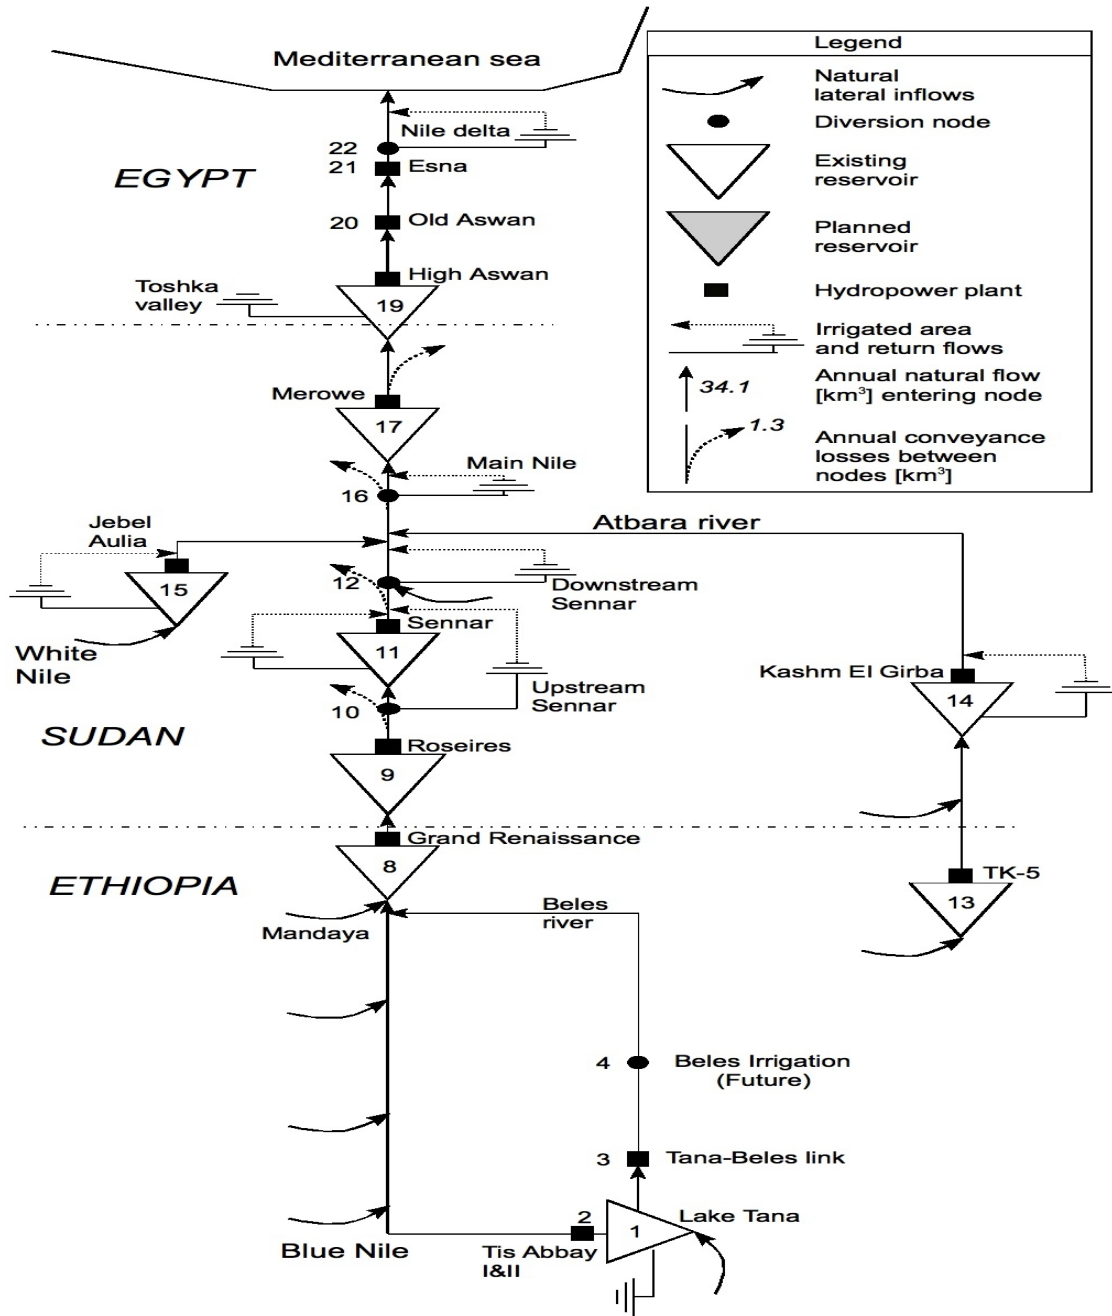 Mediterranean sea
Legend
Natural
lateral inflows
Diversion node
Existing
reservoir
Planned
reservoir
Hydropower plant
Irrigated area
and return flows
34.1
Annual natural flow
[km³] entering node
1.3
Annual conveyance
losses between
nodes [km³]
Nile delta
22
21
Esna
EGYPT
20
Old Aswan
High Aswan
Toshka
valley
19
Merowe
17
Main Nile
16
Atbara river
Jebel
Aulia
15
12
Downstream
Sennar
Sennar
White
Nile
11
Kashm El Girba
Upstream
Sennar
14
10
SUDAN
Roseires
9
Grand Renaissance
8
ETHIOPIA
TK-5
13
Beles
river
Mandaya
4
Beles Irrigation
(Future)
3
Tana-Beles link
2
1
Lake Tana
Blue Nile
Tis Abbay
I&II